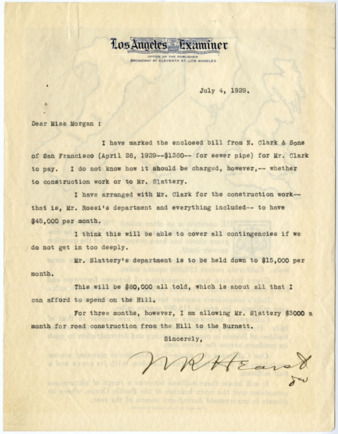 Los Angeles Examiner
OFFICE OF THE PUBLISHER
BROADWAY AT ELEVENTH ST. LOS ANGELES
July 4, 1929.
Dear Miss Morgan :
I have marked the enclosed bill from N. Clark & Sons
of San Francisco (April 26, 1929--$1360-- for sewer pipe) for Mr. Clark
to pay. I do not know how it should be charged, however,-- whether
to construction work or to Mr. Slattery.
I have arranged with Mr. Clark for the construction work--
that is, Mr. Rossi's department and everything included-- to have
$45,000 per month.
I think this will be able to cover all contingencies if we
do not get in too deeply.
Mr. Slattery's department is to be held down to $15,000 per
month.
This will be $60,000 all told, which is about all that I
can afford to spend on the Hill.
For three months, however, I am allowing Mr. Slattery $3000 a
month for road construction from the Hill to the Burnett.
Sincerely,
W R Hearst